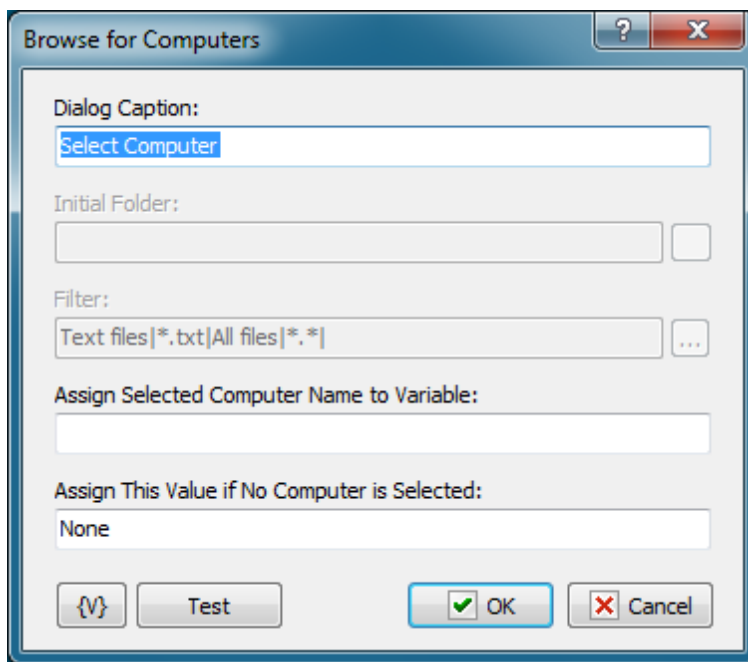 Browse for Computers
?
Dialog Caption:
Select Computer
Initial Folder:
Filter:
Text files|*.txt|All files|*.*|
...
Assign Selected Computer Name to Variable:
Assign This Value if No Computer is Selected:
None
{V} Test OK Cancel